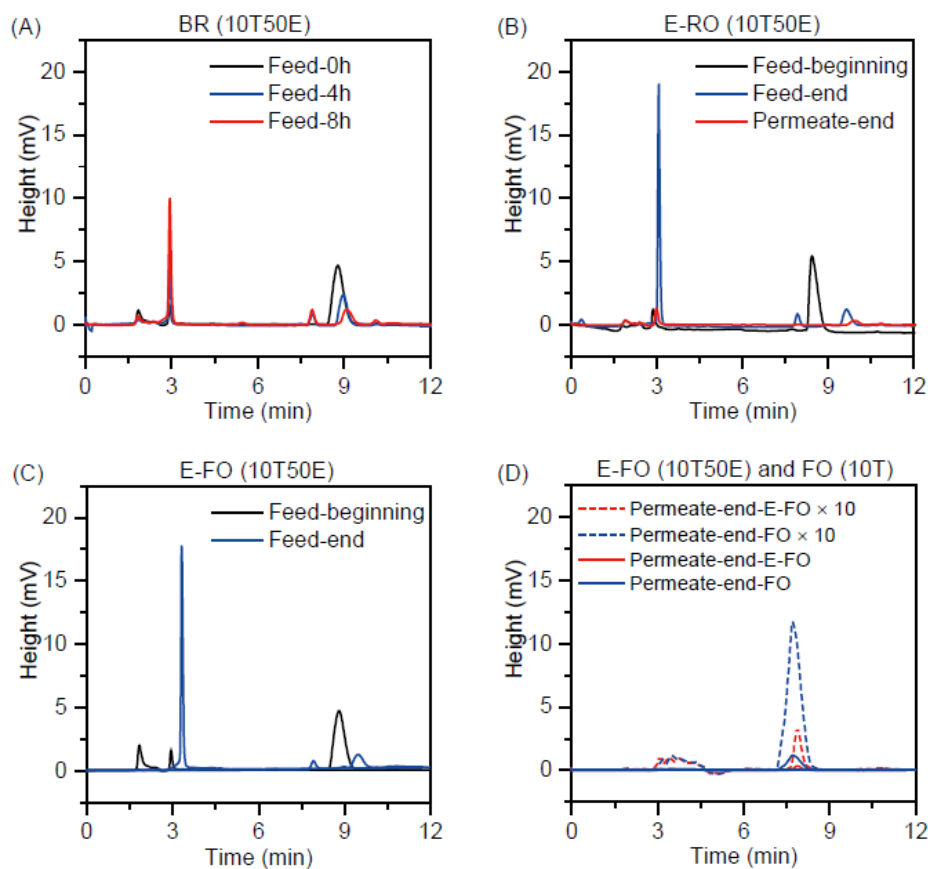 (A) BR (10T50E)
Feed-0h
Feed-4h
Feed-8h
Height (mV)
20
15
10
5
0
0 3 6 9 12
Time (min)
(B) E-RO (10T50E)
Feed-beginning
Feed-end
Permeate-end
Height (mV)
20
15
10
5
0
0 3 6 9 12
Time (min)
(C) E-FO (10T50E)
Feed-beginning
Feed-end
Height (mV)
20
15
10
5
0
0 3 6 9 12
Time (min)
(D) E-FO (10T50E) and FO (10T)
Permeate-end-E-FO × 10
Permeate-end-FO × 10
Permeate-end-E-FO
Permeate-end-FO
Height (mV)
20
15
10
5
0
0 3 6 9 12
Time (min)